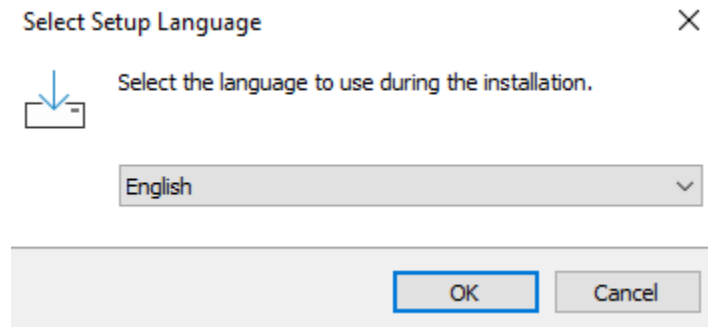 Select Setup Language
Select the language to use during the installation.
English
OK
Cancel